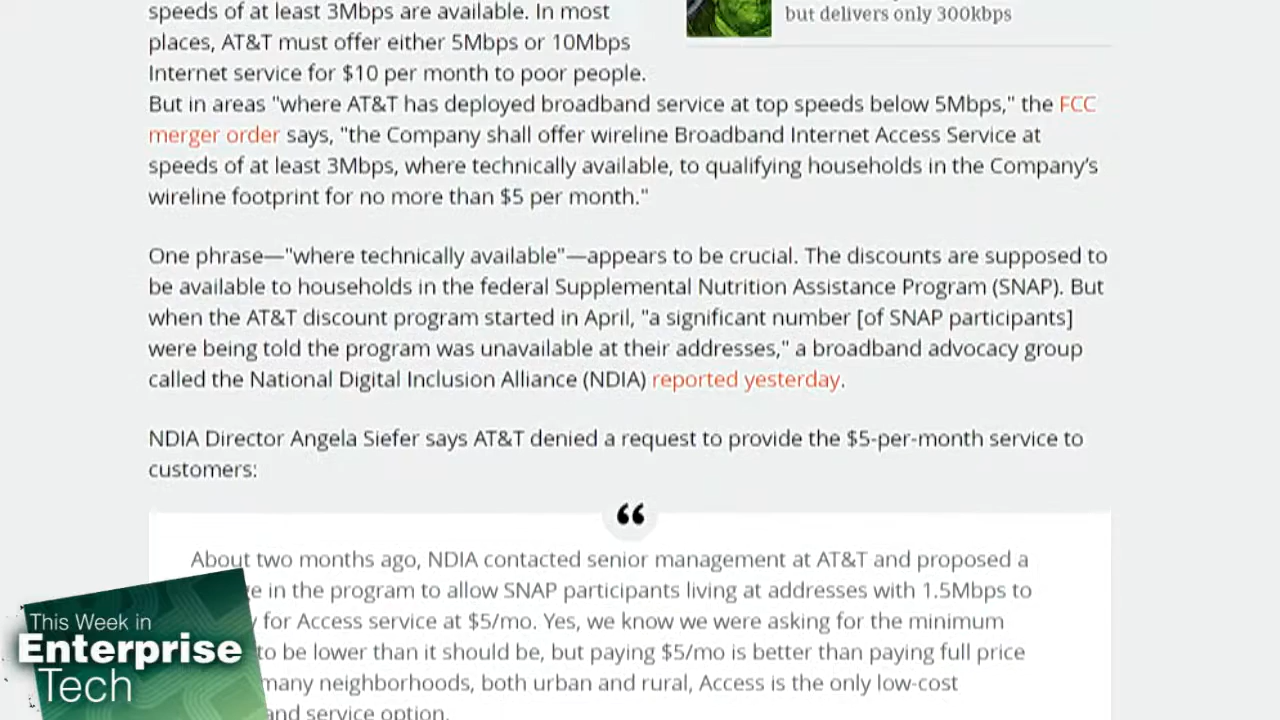 speeds of at least 3Mbps are available. In most
but delivers only 300kbps
places, AT&T must offer either 5Mbps or 10Mbps
Internet service for $10 per month to poor people.
But in areas "where AT&T has deployed broadband service at top speeds below 5Mbps," the FCC
merger order says, "the Company shall offer wireline Broadband Internet Access Service at
speeds of at least 3Mbps, where technically available, to qualifying households in the Company's
wireline footprint for no more than $5 per month."
One phrase—"where technically available"—appears to be crucial. The discounts are supposed to
be available to households in the federal Supplemental Nutrition Assistance Program (SNAP). But
when the AT&T discount program started in April, "a significant number [of SNAP participants]
were being told the program was unavailable at their addresses," a broadband advocacy group
called the National Digital Inclusion Alliance (NDIA) reported yesterday.
NDIA Director Angela Siefer says AT&T denied a request to provide the $5-per-month service to
customers:
“
About two months ago, NDIA contacted senior management at AT&T and proposed a
in the program to allow SNAP participants living at addresses with 1.5Mbps to
for Access service at $5/mo. Yes, we know we were asking for the minimum
to be lower than it should be, but paying $5/mo is better than paying full price
many neighborhoods, both urban and rural, Access is the only low-cost
and service option.
This Week in
Enterprise
Tech